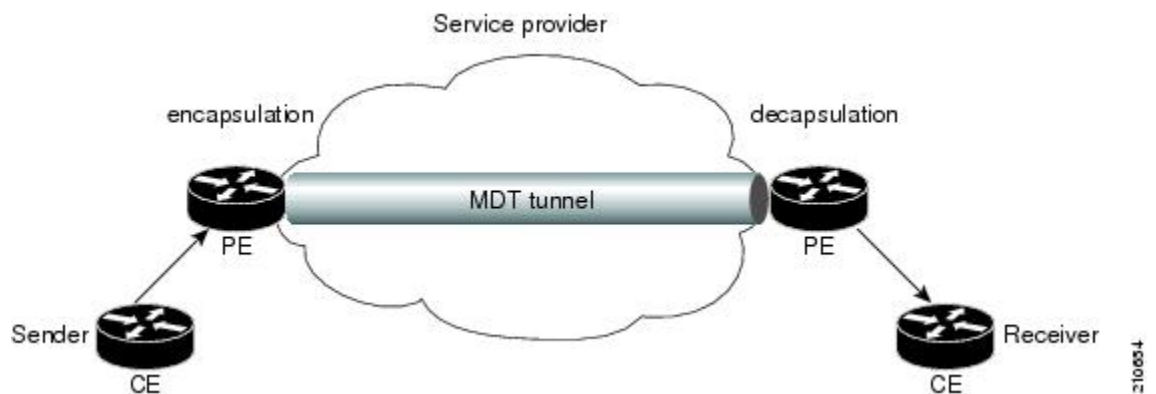 Service provider
encapsulation
decapsulation
MDT tunnel
PE
PE
Sender
Receiver
CE
CE
210654